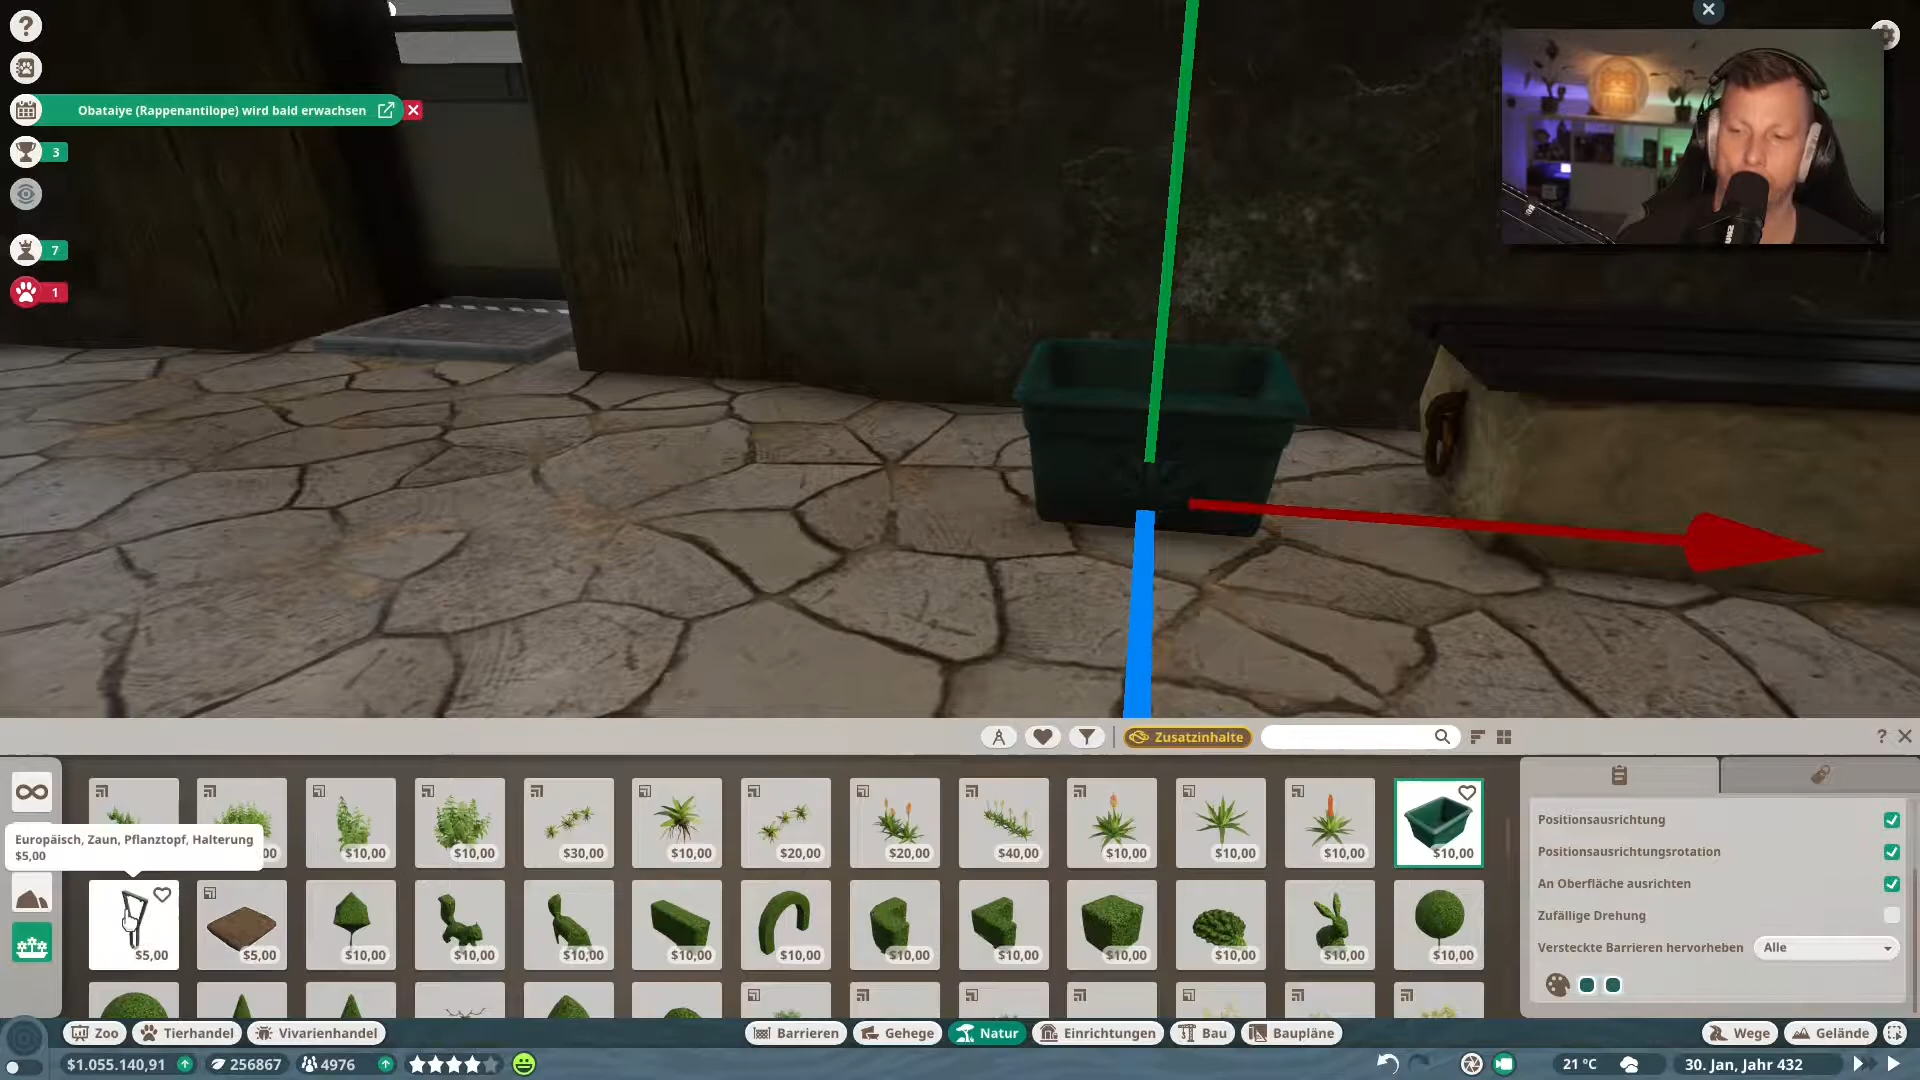 ?
Obataiye (Rappenantilope) wird bald erwachsen
3
7
1
Zusatzinhalte
?
$10,00
$10,00
$30,00
$10,00
$20,00
$20,00
$40,00
$10,00
$10,00
$10,00
$10,00
Europäisch, Zaun, Pflanztopf, Halterung
$5,00
$5,00
$5,00
$10,00
$10,00
$10,00
$10,00
$10,00
$10,00
$10,00
$10,00
$10,00
$10,00
$10,00
Positionsausrichtung
Positionsausrichtungsrotation
An Oberfläche ausrichten
Zufällige Drehung
Versteckte Barrieren hervorheben
Alle
Zoo
Tierhandel
Vivarienhandel
Barrieren
Gehege
Natur
Einrichtungen
Bau
Baupläne
Wege
Gelände
$1.055.140,91
256867
4976
21 °C
30. Jan, Jahr 432